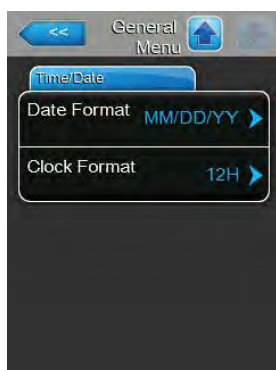 <<
General
Menu
Time/Date
Date Format MM/DD/YY
Clock Format 12H